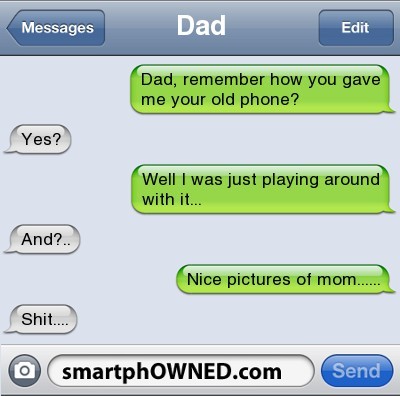 Messages
Dad
Edit
Dad, remember how you gave
me your old phone?
Yes?
Well I was just playing around
with it...
And?..
Nice pictures of mom......
Shit....
smartphOWNED.com
Send